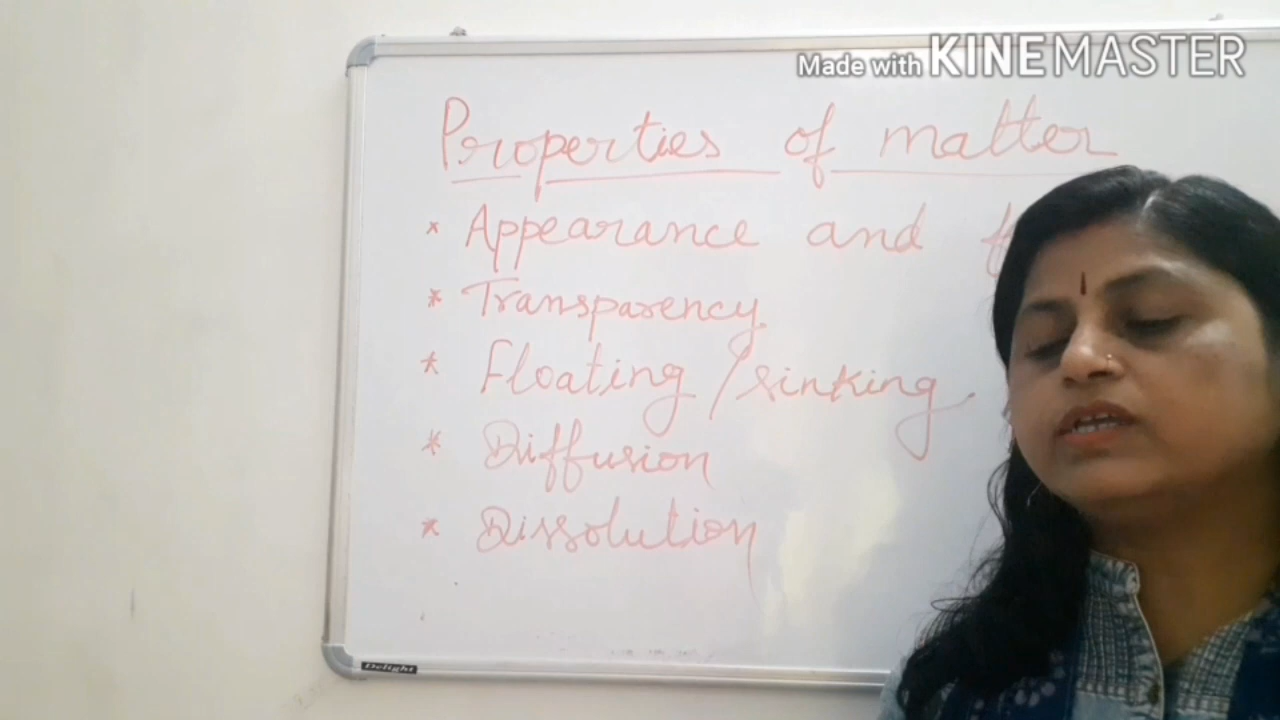 Made with KINEMASTER
Properties of matter
* Appearance and
* Transparency
* Floating / sinking
* Diffusion
* Dissolution
Delight